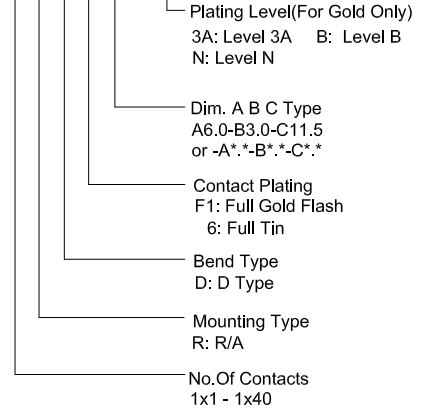 Plating Level(For Gold Only)
3A: Level 3A B: Level B
N: Level N
Dim. A B C Type
A6.0-B3.0-C11.5
or -A*.*-B*.*-C*.*
Contact Plating
F1: Full Gold Flash
6: Full Tin
Bend Type
D: D Type
Mounting Type
R: R/A
No.Of Contacts
1x1 - 1x40